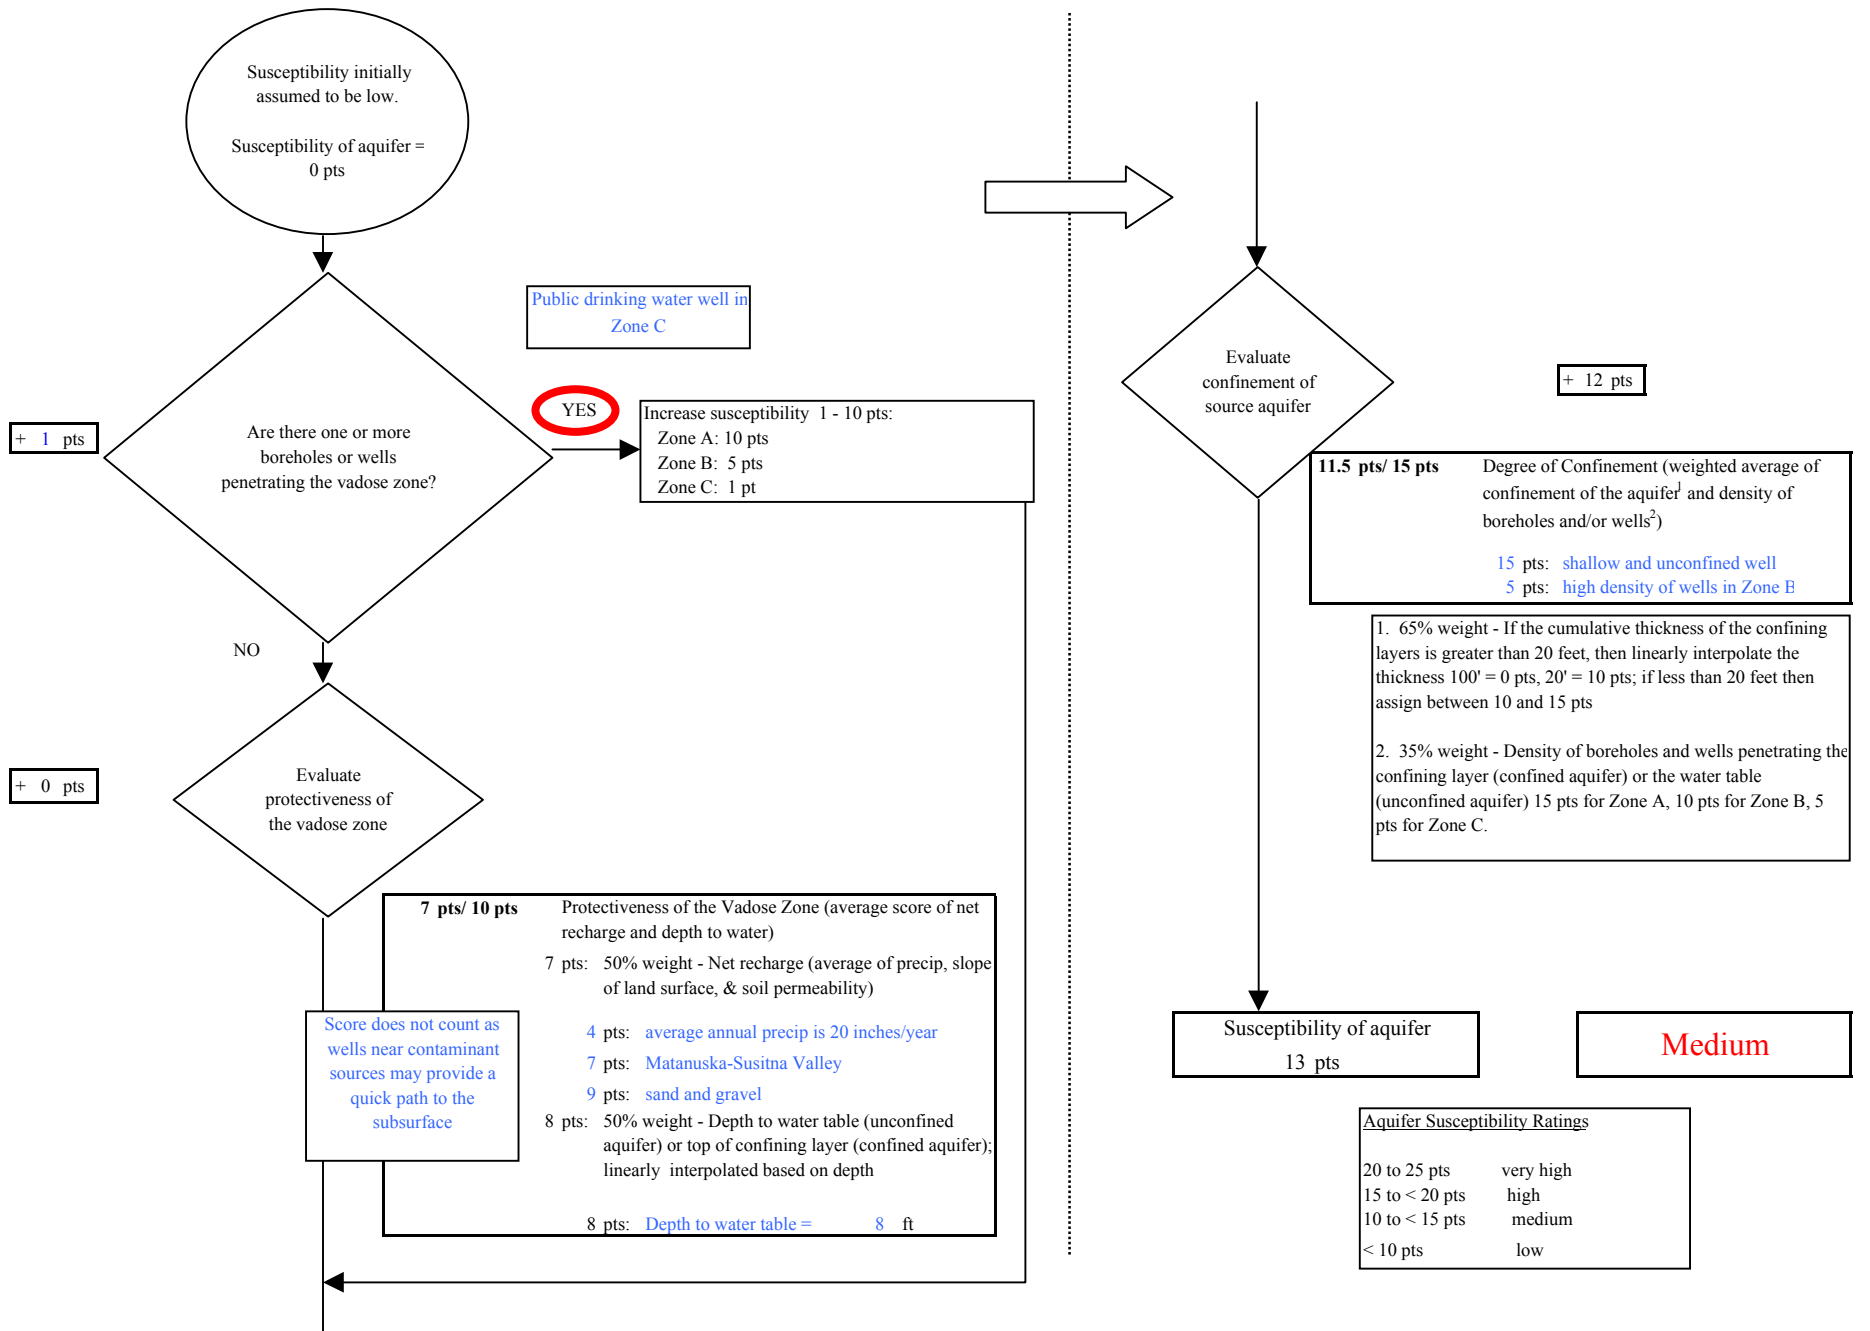 Susceptibility initially
assumed to be low.
Susceptibility of aquifer =
0 pts
Public drinking water well in
Zone C
+ 1 pts
Are there one or more
boreholes or wells
penetrating the vadose zone?
YES
Increase susceptibility 1 - 10 pts:
Zone A: 10 pts
Zone B: 5 pts
Zone C: 1 pt
NO
+ 0 pts
Evaluate
protectiveness of
the vadose zone
7 pts/ 10 pts
Protectiveness of the Vadose Zone (average score of net
recharge and depth to water)
7 pts: 50% weight - Net recharge (average of precip, slope
of land surface, & soil permeability)
4 pts: average annual precip is 20 inches/year
7 pts: Matanuska-Susitna Valley
9 pts: sand and gravel
8 pts: 50% weight - Depth to water table (unconfined
aquifer) or top of confining layer (confined aquifer);
linearly interpolated based on depth
8 pts: Depth to water table = 8 ft
Score does not count as
wells near contaminant
sources may provide a
quick path to the
subsurface
Evaluate
confinement of
source aquifer
+ 12 pts
11.5 pts/ 15 pts
Degree of Confinement (weighted average of
confinement of the aquifer1 and density of
boreholes and/or wells2)
15 pts: shallow and unconfined well
5 pts: high density of wells in Zone B
1. 65% weight - If the cumulative thickness of the confining
layers is greater than 20 feet, then linearly interpolate the
thickness 100' = 0 pts, 20' = 10 pts; if less than 20 feet then
assign between 10 and 15 pts
2. 35% weight - Density of boreholes and wells penetrating the
confining layer (confined aquifer) or the water table
(unconfined aquifer) 15 pts for Zone A, 10 pts for Zone B, 5
pts for Zone C.
Susceptibility of aquifer
13 pts
Medium
Aquifer Susceptibility Ratings
20 to 25 pts very high
15 to < 20 pts high
10 to < 15 pts medium
< 10 pts low